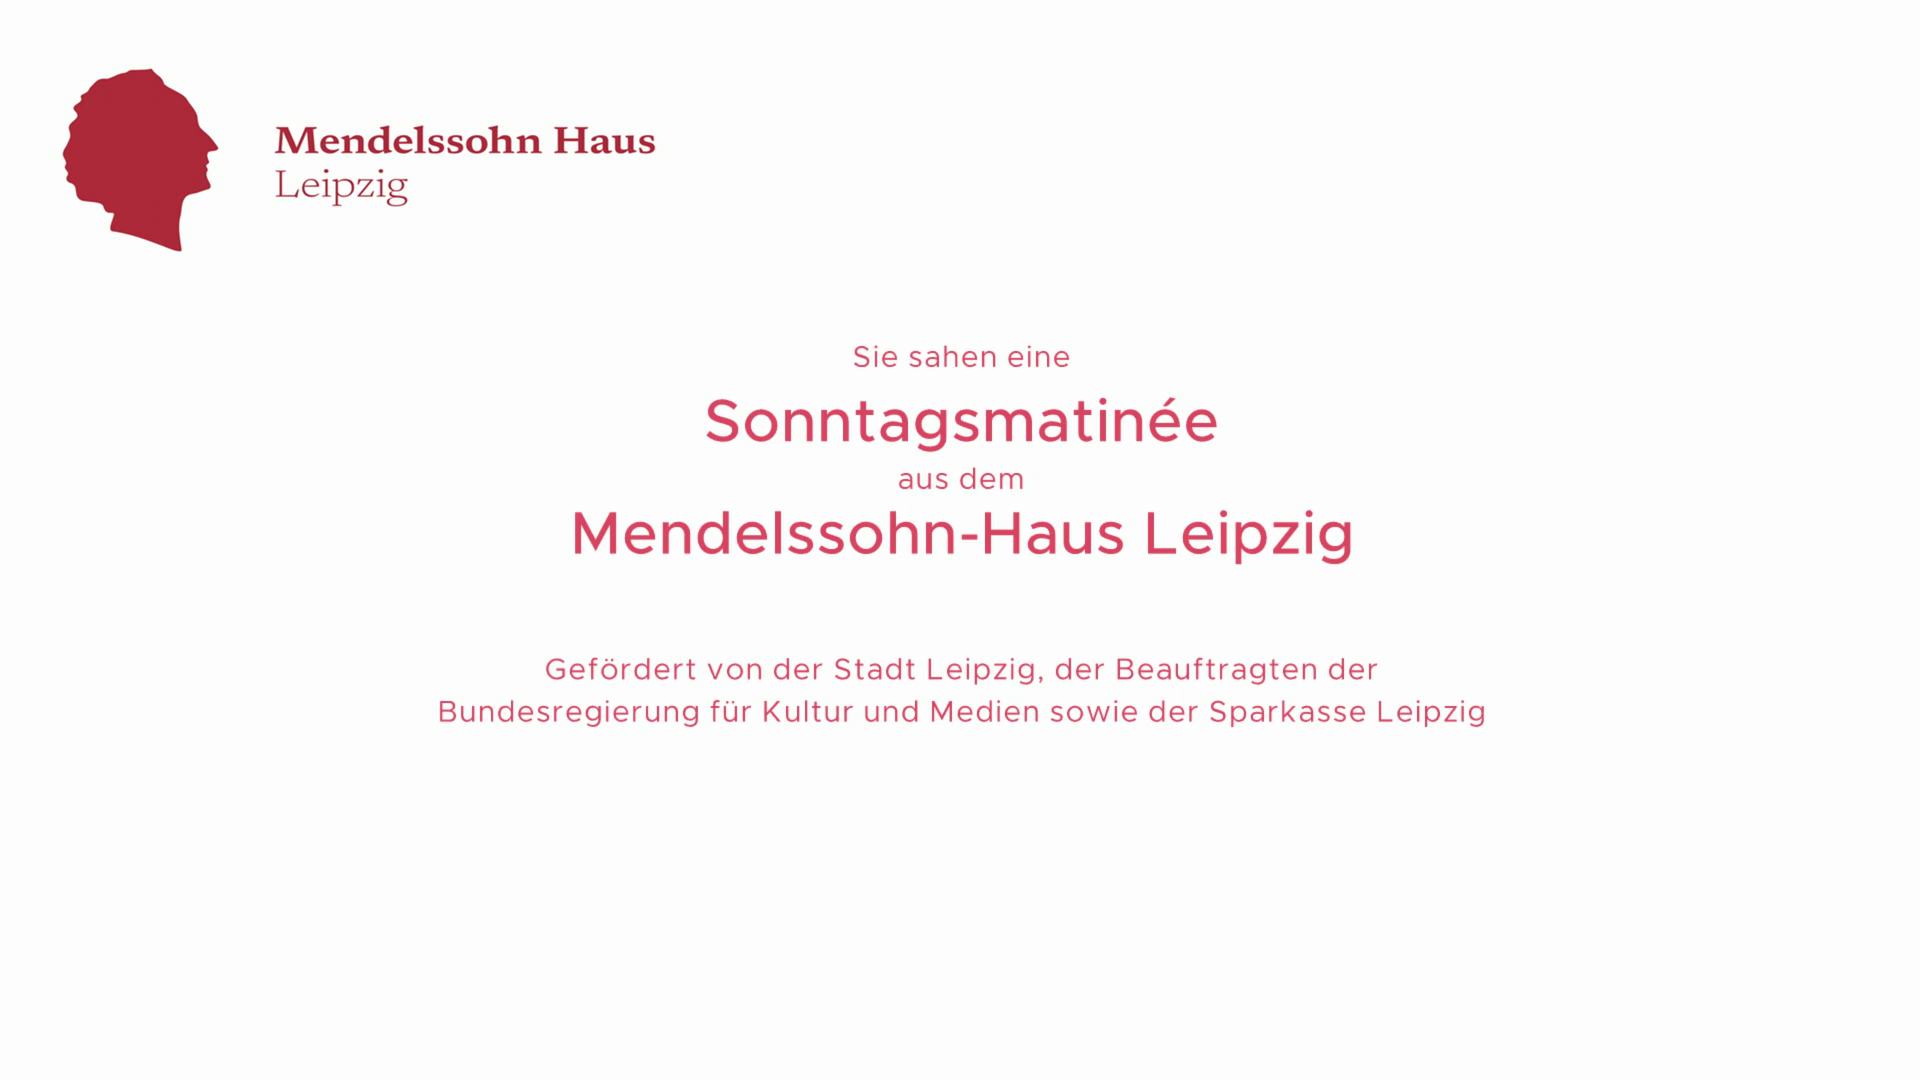 Mendelssohn Haus
Leipzig
Sie sahen eine
Sonntagsmatinée
aus dem
Mendelssohn-Haus Leipzig
Gefördert von der Stadt Leipzig, der Beauftragten der
Bundesregierung für Kultur und Medien sowie der Sparkasse Leipzig